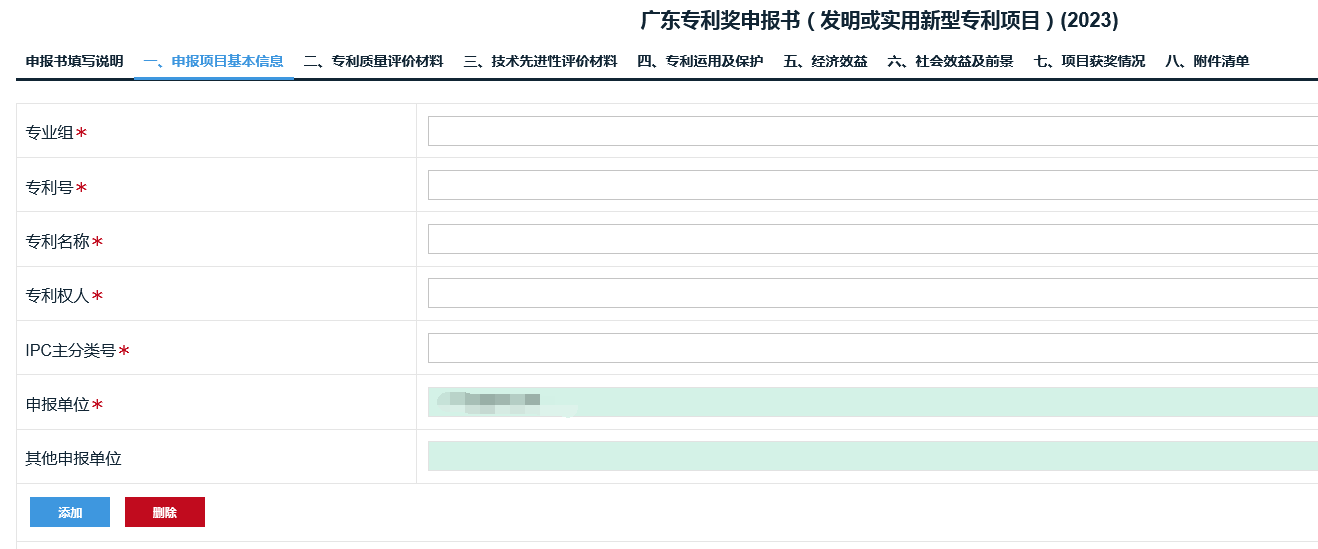 广东专利奖申报书（发明或实用新型专利项目）(2023)
申报书填写说明 一、申报项目基本信息 二、专利质量评价材料 三、技术先进性评价材料 四、专利运用及保护 五、经济效益 六、社会效益及前景 七、项目获奖情况 八、附件清单
专业组*
专利号*
专利名称*
专利权人*
IPC主分类号*
申报单位*
其他申报单位
添加 删除